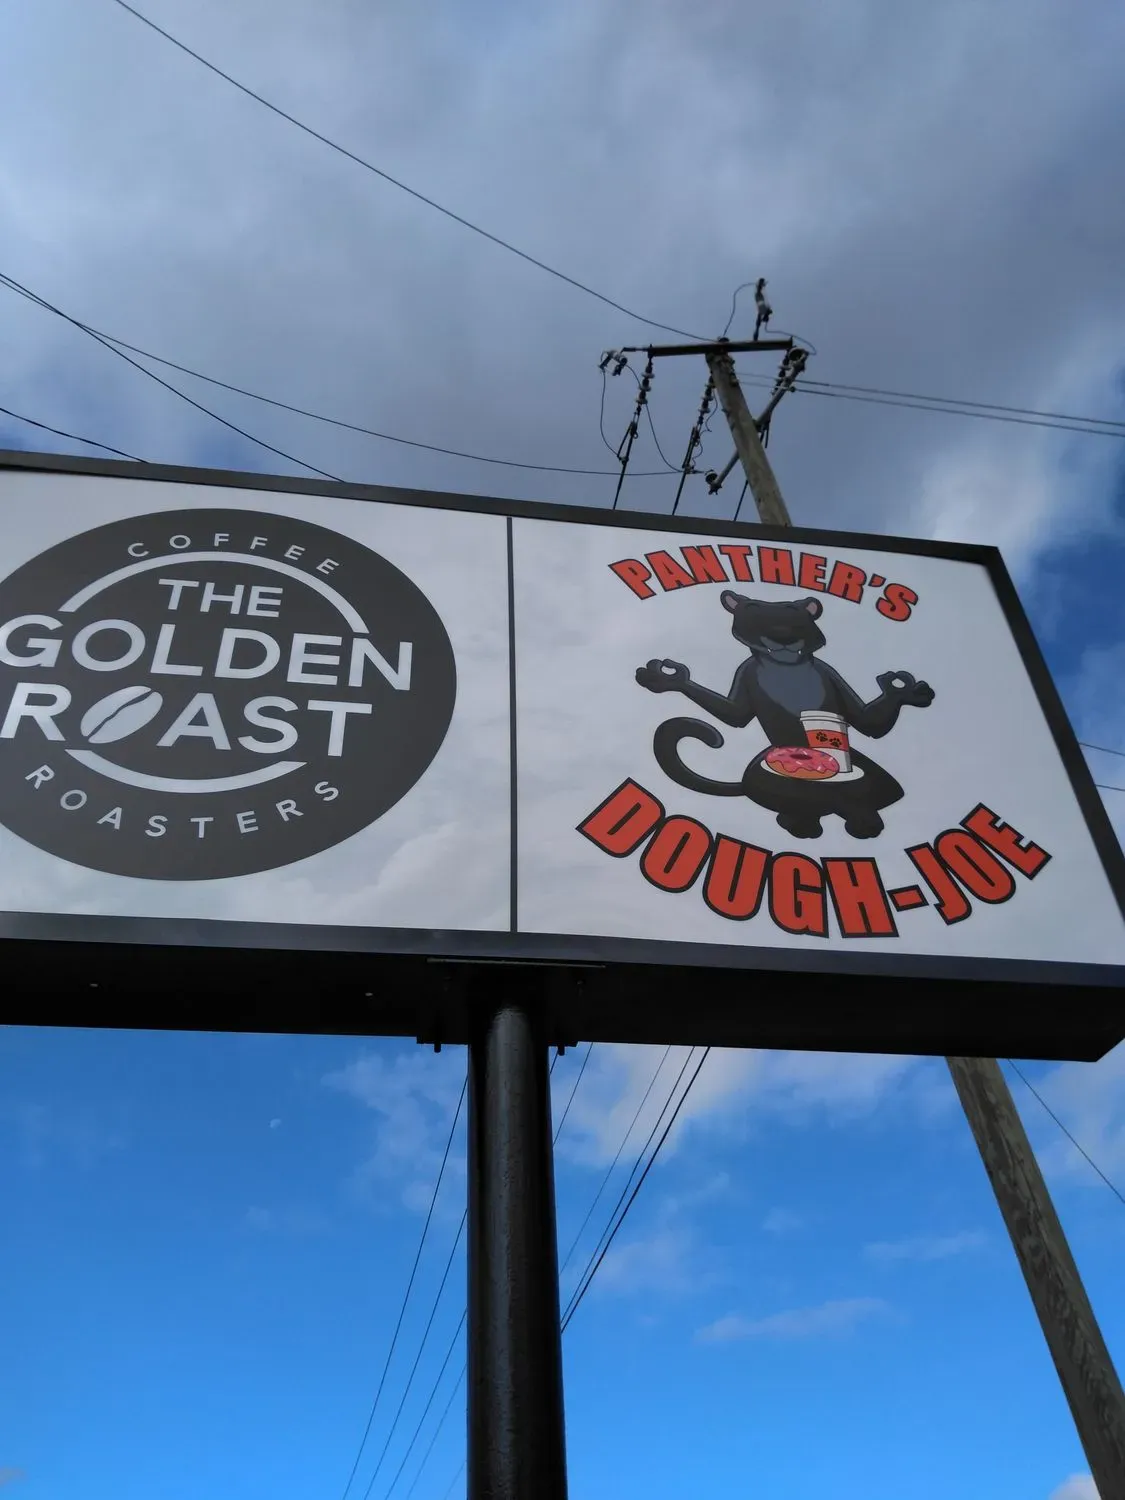 COFFEE
THE
GOLDEN
ROAST
ROASTERS
PANTHER'S
DOUGH-JOE